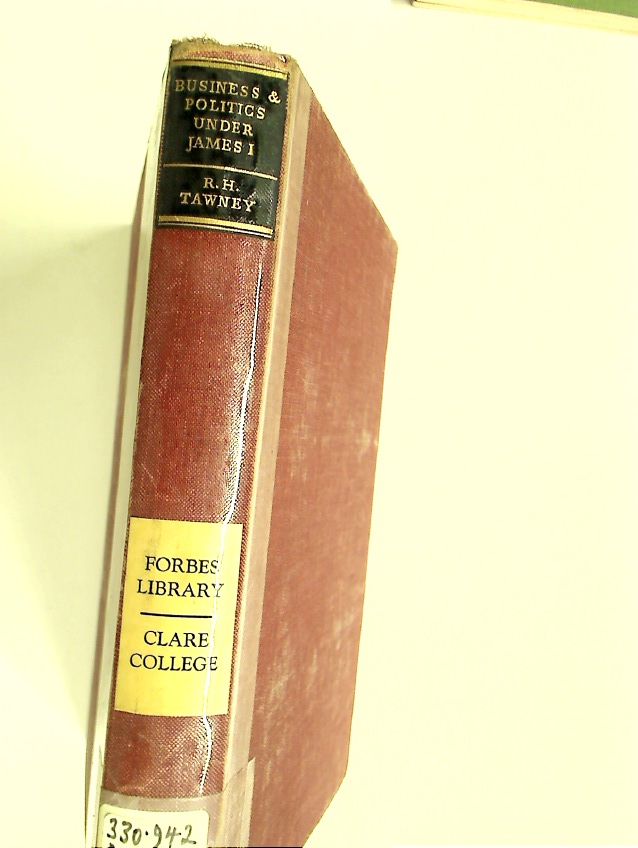 BUSINESS &
POLITICS
UNDER
JAMES I
R. H.
TAWNEY
FORBES
LIBRARY
CLARE
COLLEGE
330.942